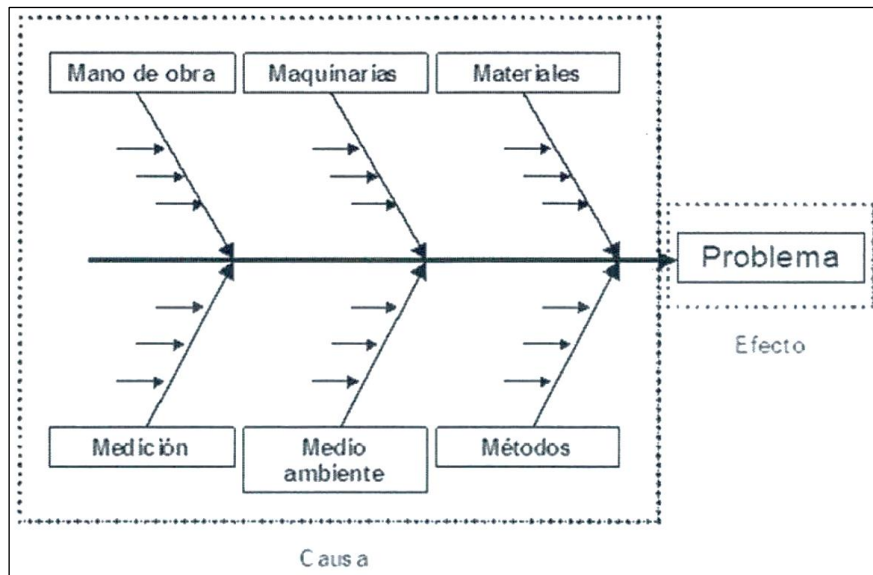 Mano de obra
Maquinarias
Materiales
Problema
Efecto
Medición
Medio
ambiente
Métodos
Causa